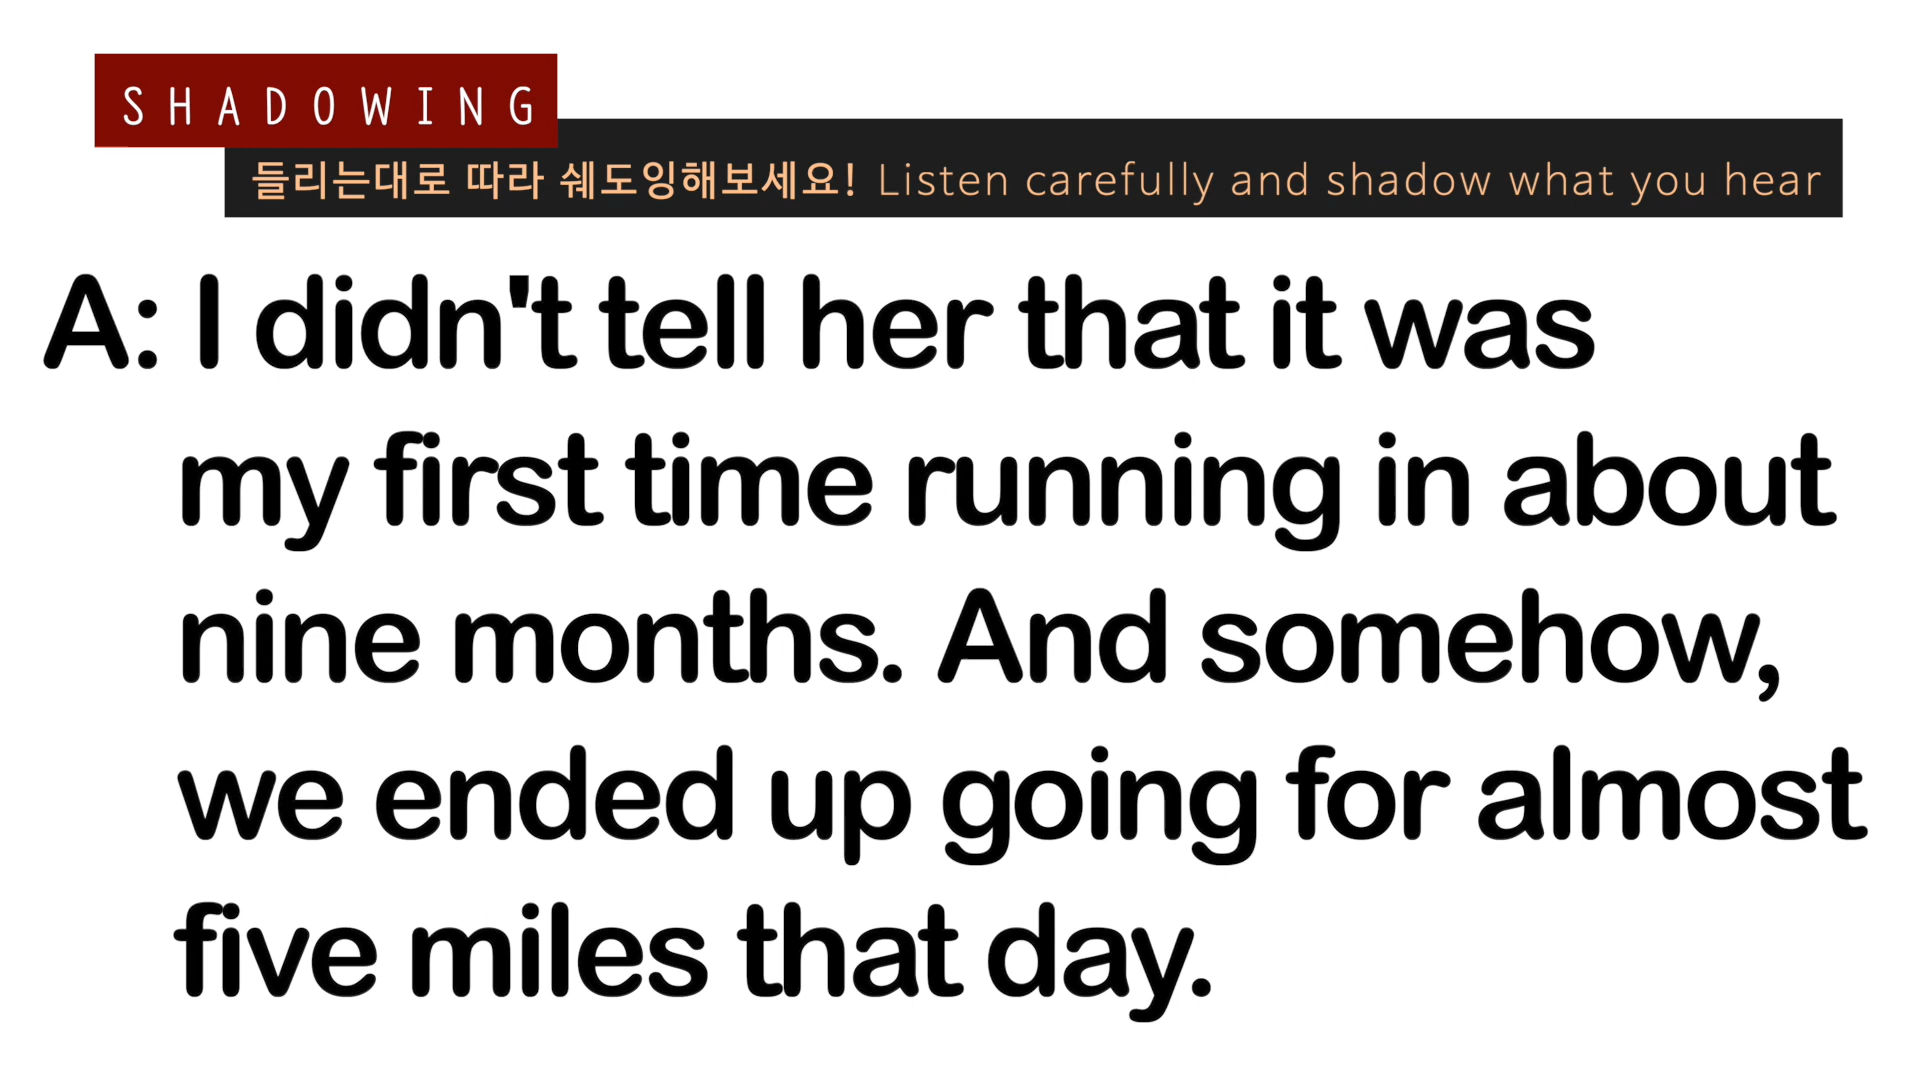 SHADOWING
들리는대로 따라 쉐도잉해보세요! Listen carefully and shadow what you hear
A: I didn't tell her that it was
my first time running in about
nine months. And somehow,
we ended up going for almost
five miles that day.